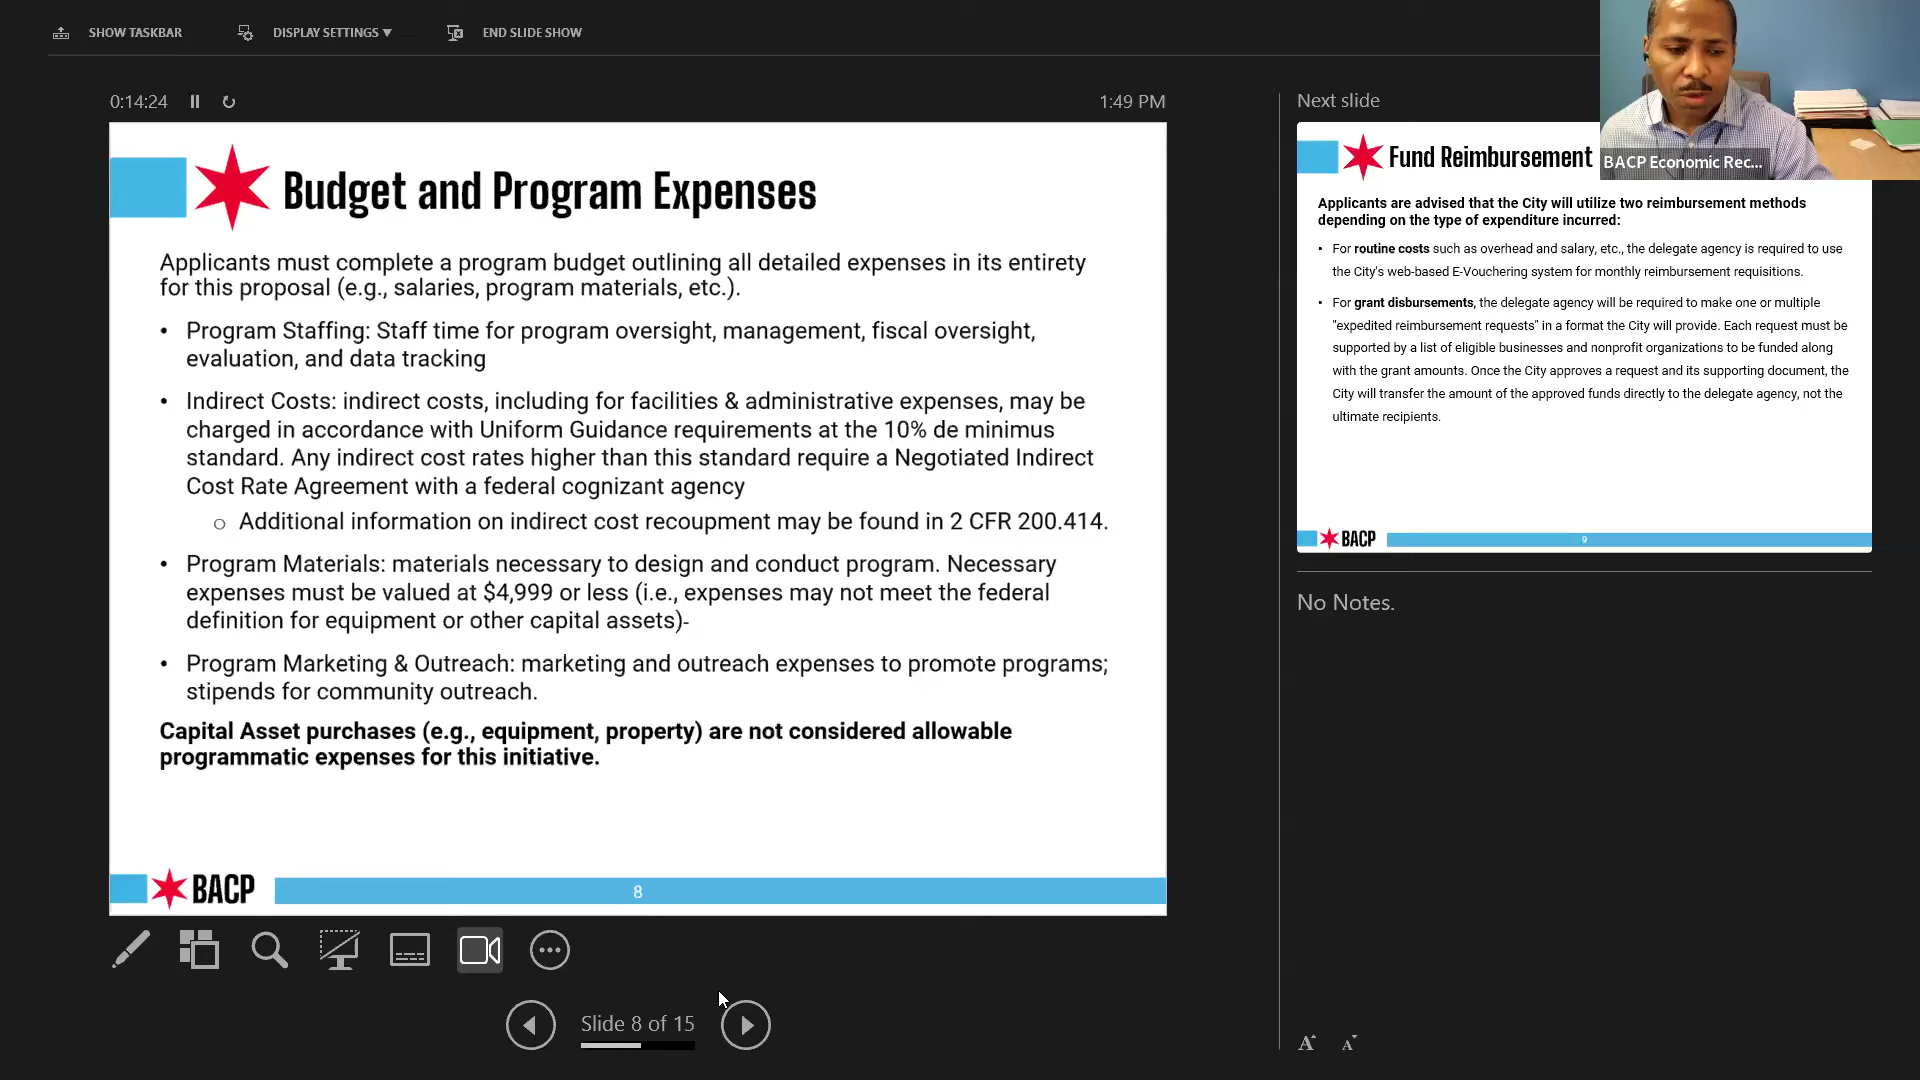 SHOW TASKBAR
DISPLAY SETTINGS
END SLIDE SHOW
0:14:24
1:49 PM
Budget and Program Expenses
Applicants must complete a program budget outlining all detailed expenses in its entirety
for this proposal (e.g., salaries, program materials, etc.).
• Program Staffing: Staff time for program oversight, management, fiscal oversight,
evaluation, and data tracking
• Indirect Costs: indirect costs, including for facilities & administrative expenses, may be
charged in accordance with Uniform Guidance requirements at the 10% de minimus
standard. Any indirect cost rates higher than this standard require a Negotiated Indirect
Cost Rate Agreement with a federal cognizant agency
o Additional information on indirect cost recoupment may be found in 2 CFR 200.414.
• Program Materials: materials necessary to design and conduct program. Necessary
expenses must be valued at $4,999 or less (i.e., expenses may not meet the federal
definition for equipment or other capital assets)-
• Program Marketing & Outreach: marketing and outreach expenses to promote programs;
stipends for community outreach.
Capital Asset purchases (e.g., equipment, property) are not considered allowable
programmatic expenses for this initiative.
BACP
8
Slide 8 of 15
Next slide
BACP Economic Rec...
Fund Reimbursement
Applicants are advised that the City will utilize two reimbursement methods
depending on the type of expenditure incurred:
• For routine costs such as overhead and salary, etc., the delegate agency is required to use
the City's web-based E-Vouchering system for monthly reimbursement requisitions.
• For grant disbursements, the delegate agency will be required to make one or multiple
"expedited reimbursement requests" in a format the City will provide. Each request must be
supported by a list of eligible businesses and nonprofit organizations to be funded along
with the grant amounts. Once the City approves a request and its supporting document, the
City will transfer the amount of the approved funds directly to the delegate agency, not the
ultimate recipients.
BACP
9
No Notes.
A A